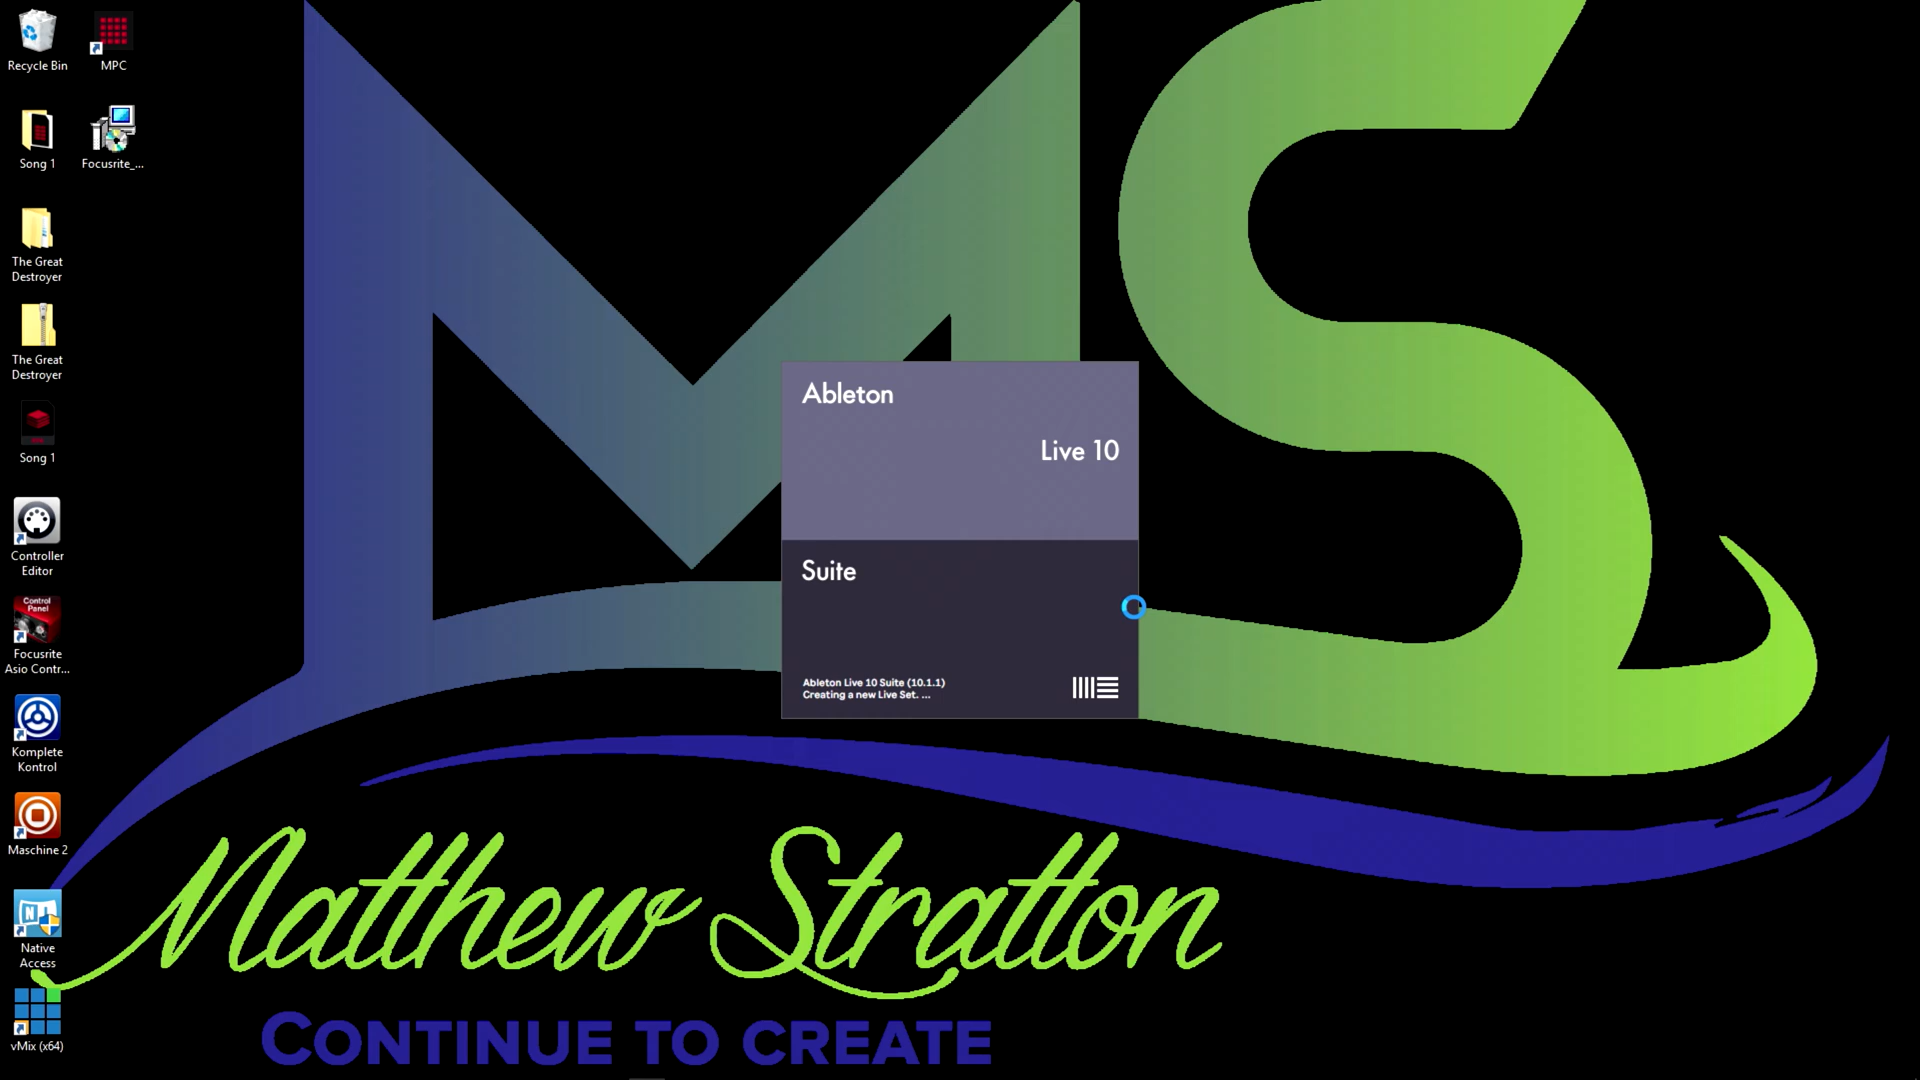 Recycle Bin
MPC
Song 1
Focusrite_...
The Great
Destroyer
The Great
Destroyer
Song 1
Controller
Editor
Control
Panel
Focusrite
Asio Contr...
Komplete
Kontrol
Maschine 2
Native
Access
vMix (x64)
MS
Ableton
Live 10
Suite
Ableton Live 10 Suite (10.1.1)
Creating a new Live Set. ...
Matthew Stratton
CONTINUE TO CREATE